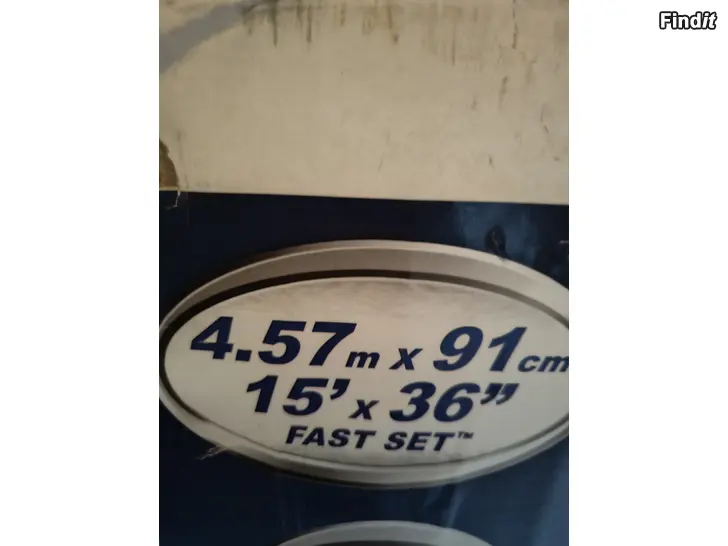 Findit
4.57m x 91cm
15’ x 36”
FAST SET™